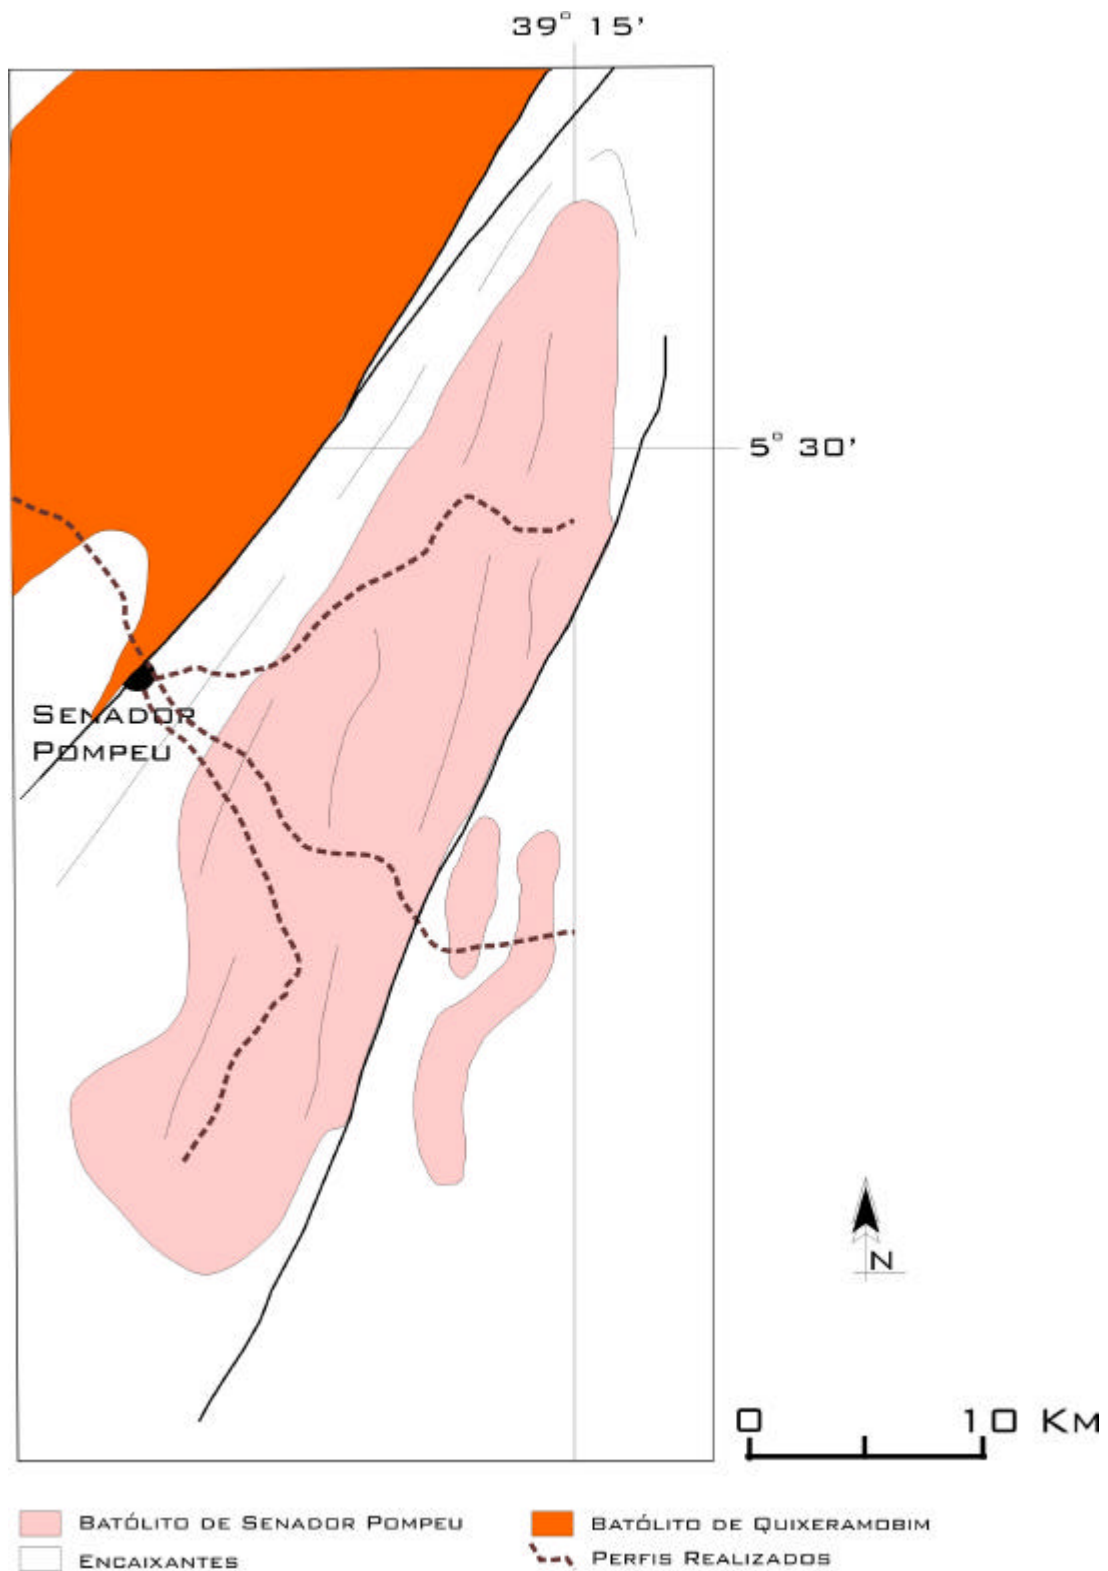 39° 15'
5° 30'
SENADOR
POMPEU
N
0 10 KM
BATÓLITO DE SENADOR POMPEU
BATÓLITO DE QUIXERAMOBIM
ENCAIXANTES
PERFIS REALIZADOS